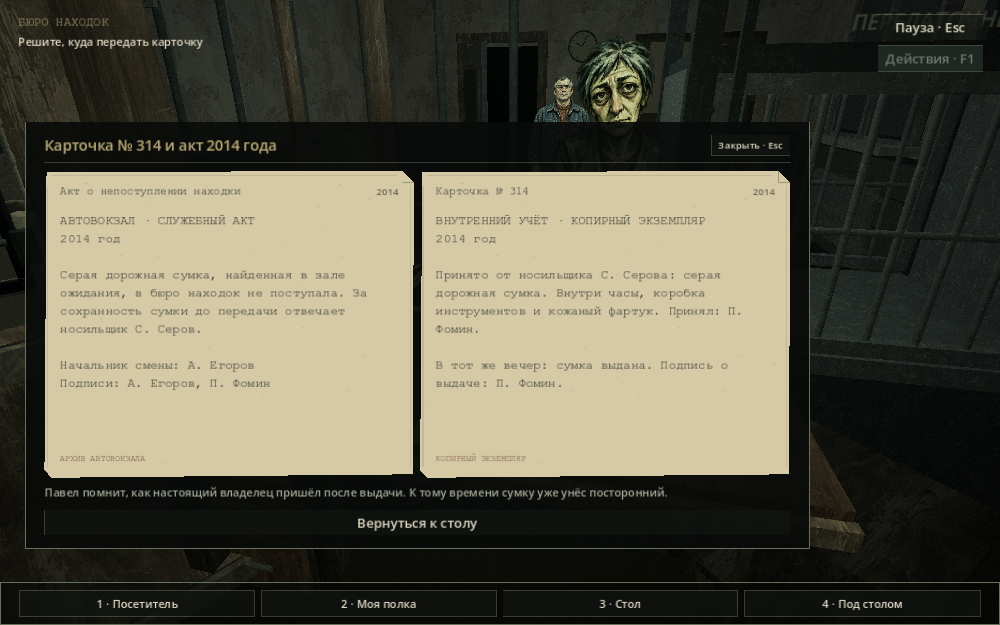 БЮРО НАХОДОК
Решите, куда передать карточку
Пауза · Esc
Действия · F1
Карточка № 314 и акт 2014 года
Закрыть · Esc
Акт о непоступлении находки
2014
АВТОВОКЗАЛ · СЛУЖЕБНЫЙ АКТ
2014 год
Серая дорожная сумка, найденная в зале
ожидания, в бюро находок не поступала. За
сохранность сумки до передачи отвечает
носильщик С. Серов.
Начальник смены: А. Егоров
Подписи: А. Егоров, П. Фомин
АРХИВ АВТОВОКЗАЛА
Карточка № 314
2014
ВНУТРЕННИЙ УЧЁТ · КОПИРНЫЙ ЭКЗЕМПЛЯР
2014 год
Принято от носильщика С. Серова: серая
дорожная сумка. Внутри часы, коробка
инструментов и кожаный фартук. Принял: П.
Фомин.
В тот же вечер: сумка выдана. Подпись о
выдаче: П. Фомин.
КОПИРНЫЙ ЭКЗЕМПЛЯР
Павел помнит, как настоящий владелец пришёл после выдачи. К тому времени сумку уже унёс посторонний.
Вернуться к столу
1 · Посетитель
2 · Моя полка
3 · Стол
4 · Под столом